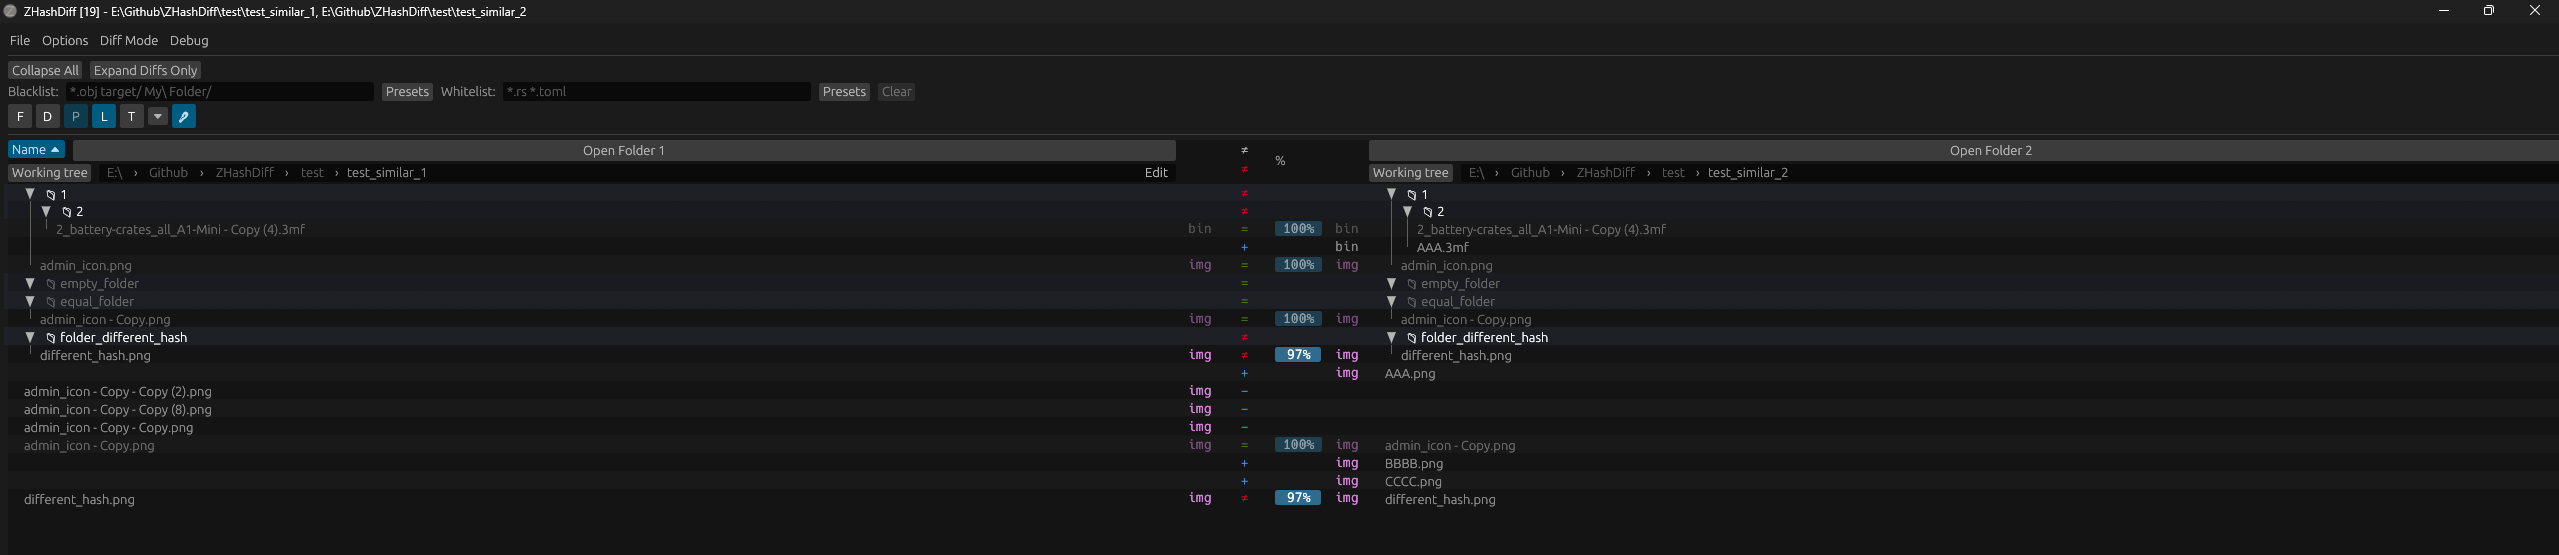 ZHashDiff [19] - E:\Github\ZHashDiff\test\test_similar_1, E:\Github\ZHashDiff\test\test_similar_2
File Options Diff Mode Debug
Collapse All Expand Diffs Only
Blacklist: *.obj target/ My\ Folder/ Presets Whitelist: *.rs *.toml Presets Clear
F D P L T
Name Open Folder 1 ≠ % Open Folder 2
Working tree E:\ › Github › ZHashDiff › test › test_similar_1 Edit ≠ Working tree E:\ › Github › ZHashDiff › test › test_similar_2
1 ≠ 1
2 ≠ 2
2_battery-crates_all_A1-Mini - Copy (4).3mf bin = 100% bin 2_battery-crates_all_A1-Mini - Copy (4).3mf
+ bin AAA.3mf
admin_icon.png img = 100% img admin_icon.png
empty_folder = empty_folder
equal_folder = equal_folder
admin_icon - Copy.png img = 100% img admin_icon - Copy.png
folder_different_hash ≠ folder_different_hash
different_hash.png img ≠ 97% img different_hash.png
+ img AAA.png
admin_icon - Copy - Copy (2).png img −
admin_icon - Copy - Copy (8).png img −
admin_icon - Copy - Copy.png img −
admin_icon - Copy.png img = 100% img admin_icon - Copy.png
+ img BBBB.png
+ img CCCC.png
different_hash.png img ≠ 97% img different_hash.png